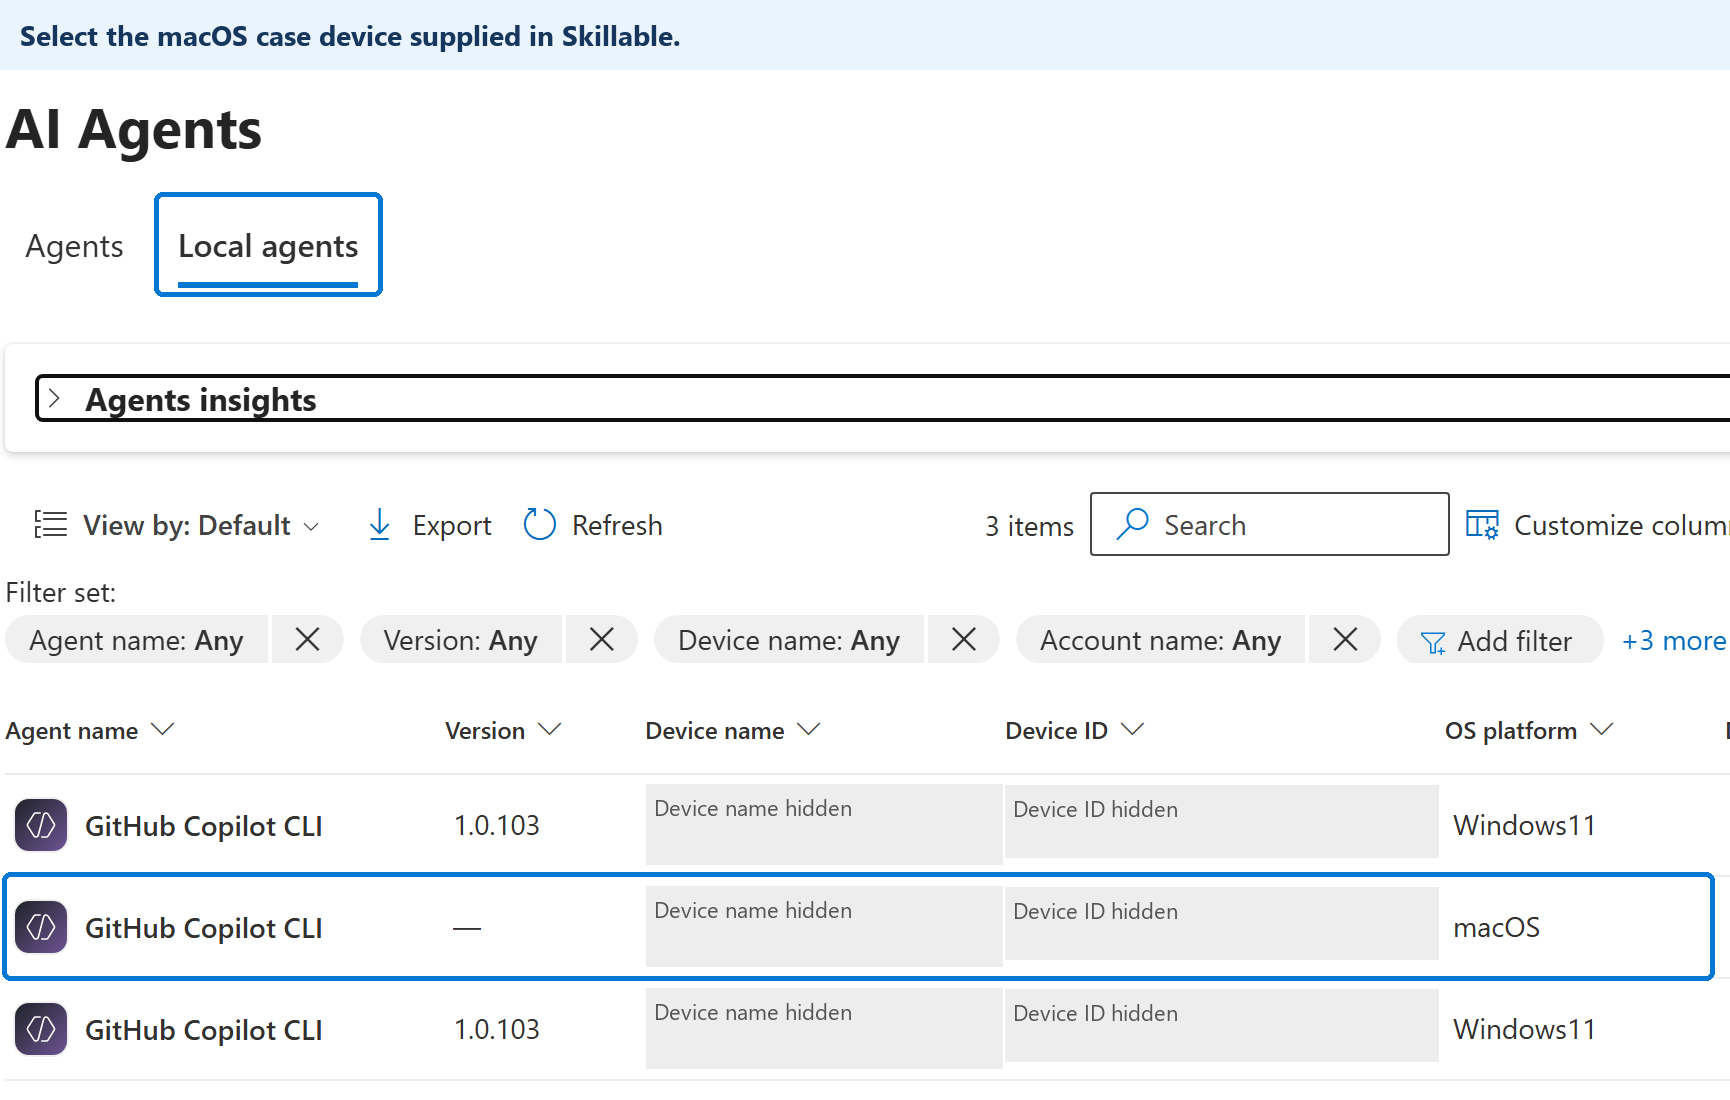 Select the macOS case device supplied in Skillable.
AI Agents
Agents Local agents
Agents insights
View by: Default Export Refresh 3 items Search Customize colum
Filter set:
Agent name: Any Version: Any Device name: Any Account name: Any Add filter +3 more
Agent name Version Device name Device ID OS platform
GitHub Copilot CLI 1.0.103 Device name hidden Device ID hidden Windows11
GitHub Copilot CLI — Device name hidden Device ID hidden macOS
GitHub Copilot CLI 1.0.103 Device name hidden Device ID hidden Windows11